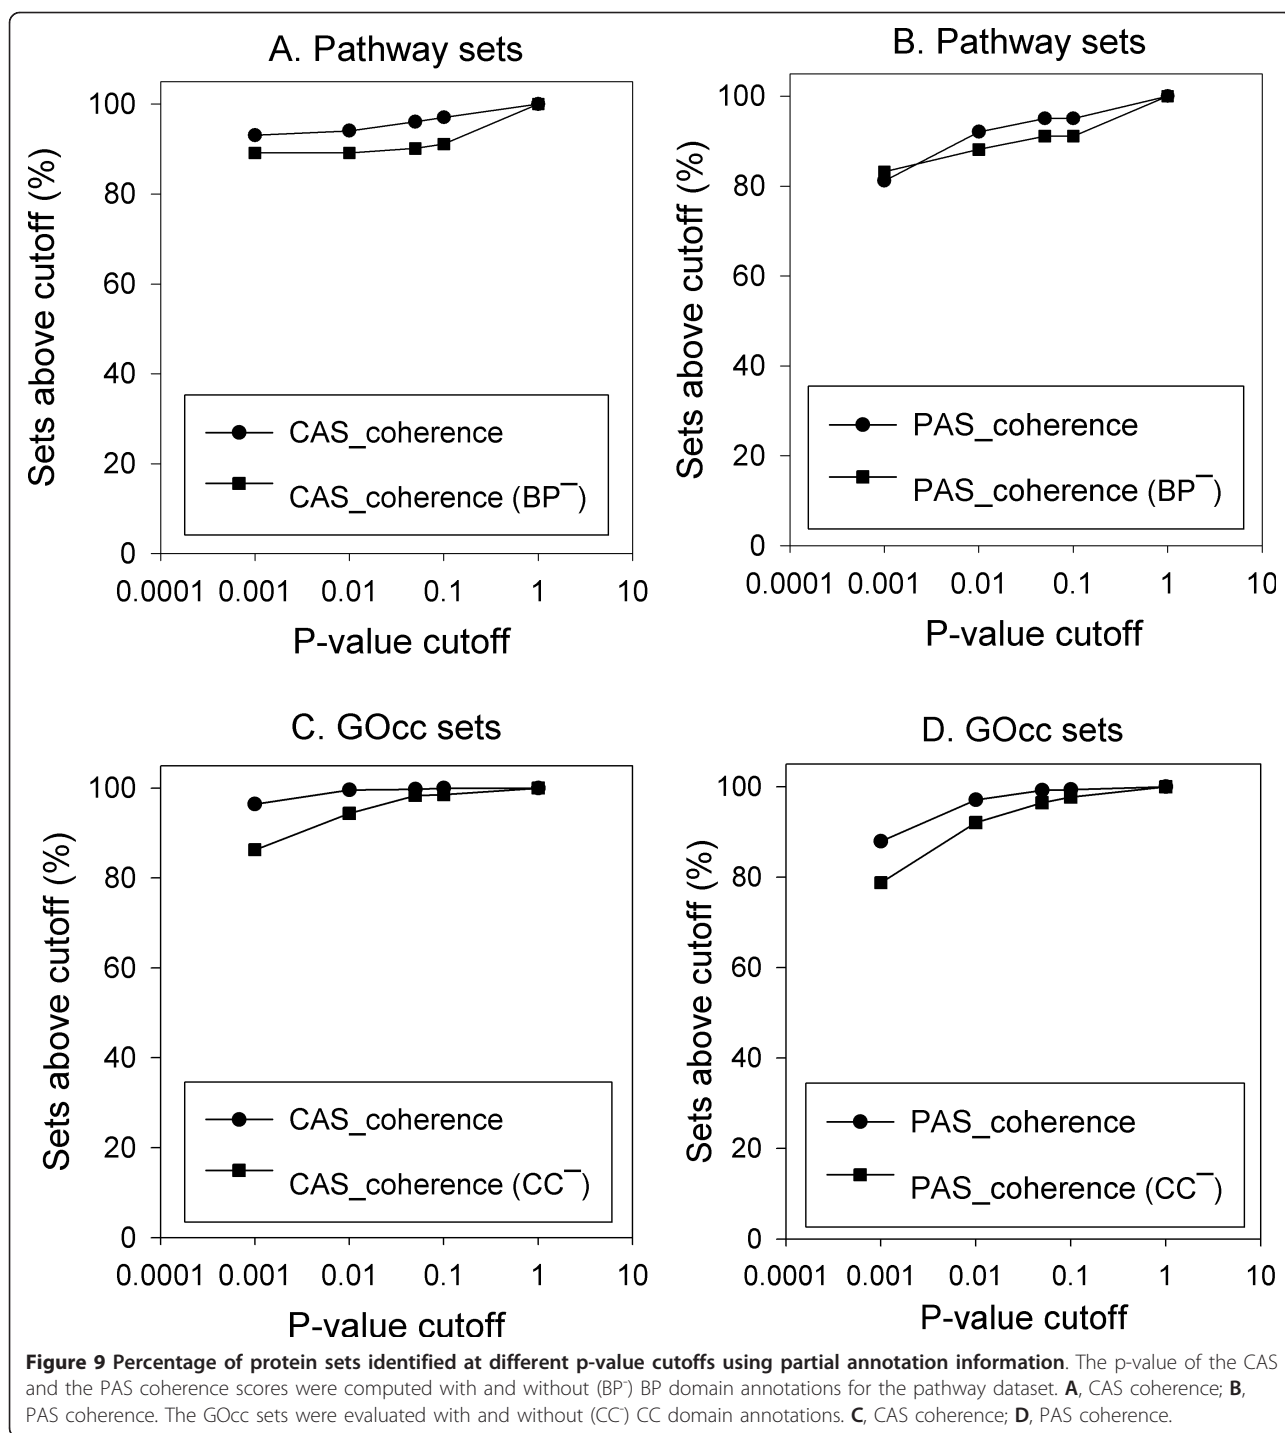 A. Pathway sets
100
80
60
40
20
0
Sets above cutoff (%)
CAS_coherence
CAS_coherence (BP⁻)
0.0001 0.001 0.01 0.1 1 10
P-value cutoff
B. Pathway sets
100
80
60
40
20
0
Sets above cutoff (%)
PAS_coherence
PAS_coherence (BP⁻)
0.0001 0.001 0.01 0.1 1 10
P-value cutoff
C. GOcc sets
100
80
60
40
20
0
Sets above cutoff (%)
CAS_coherence
CAS_coherence (CC⁻)
0.0001 0.001 0.01 0.1 1 10
P-value cutoff
D. GOcc sets
100
80
60
40
20
0
Sets above cutoff (%)
PAS_coherence
PAS_coherence (CC⁻)
0.0001 0.001 0.01 0.1 1 10
P-value cutoff
Figure 9 Percentage of protein sets identified at different p-value cutoffs using partial annotation information. The p-value of the CAS
and the PAS coherence scores were computed with and without (BP⁻) BP domain annotations for the pathway dataset. A, CAS coherence; B,
PAS coherence. The GOcc sets were evaluated with and without (CC⁻) CC domain annotations. C, CAS coherence; D, PAS coherence.